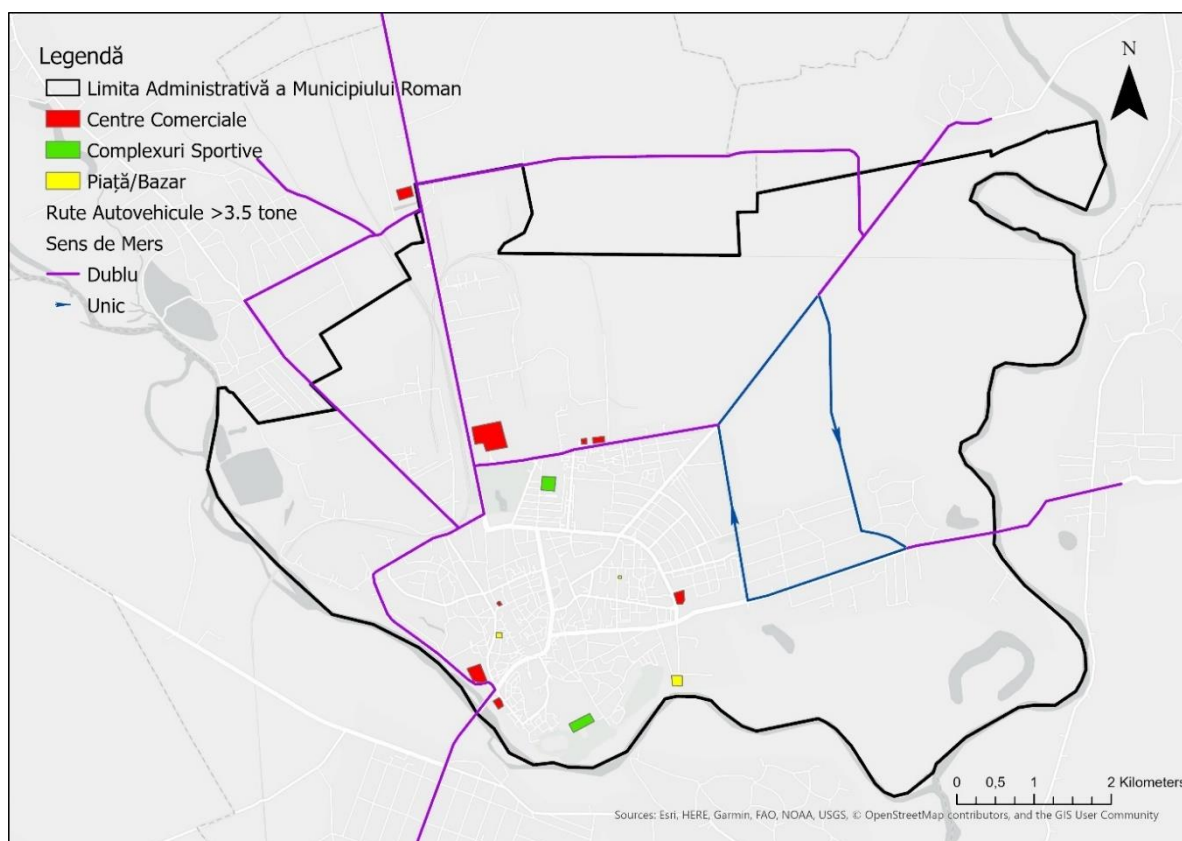 Legendă
Limita Administrativă a Municipiului Roman
Centre Comerciale
Complexuri Sportive
Piață/Bazar
Rute Autovehicule >3.5 tone
Sens de Mers
Dublu
Unic
N
0 0,5 1 2 Kilometers
Sources: Esri, HERE, Garmin, FAO, NOAA, USGS, © OpenStreetMap contributors, and the GIS User Community